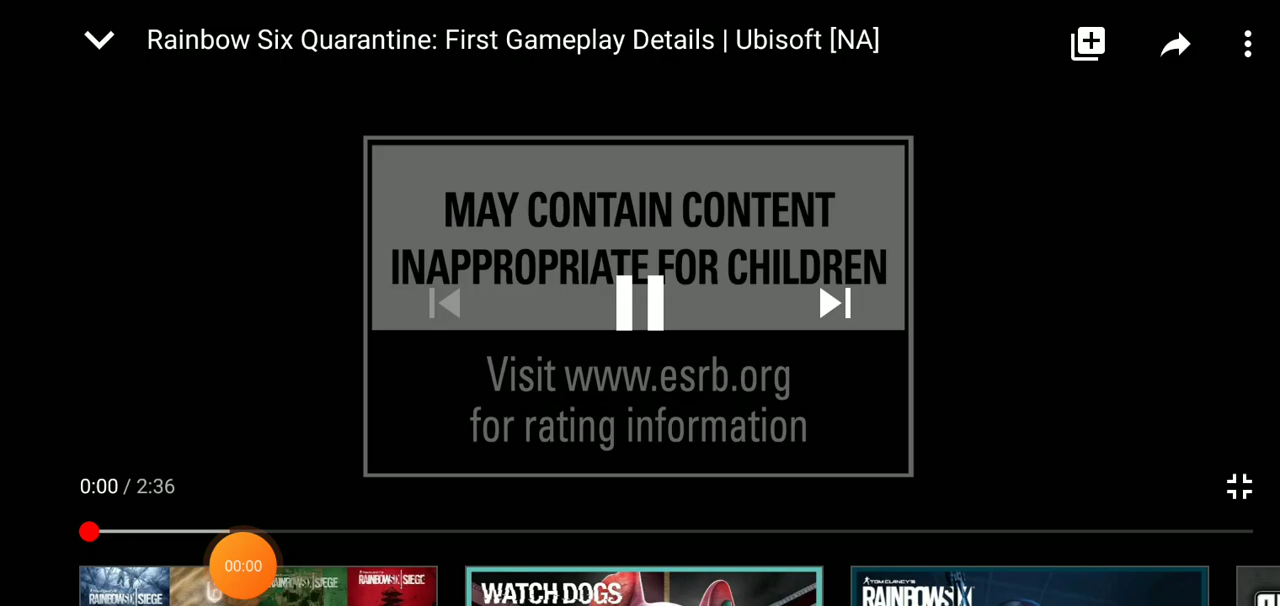 Rainbow Six Quarantine: First Gameplay Details | Ubisoft [NA]
MAY CONTAIN CONTENT
INAPPROPRIATE FOR CHILDREN
Visit www.esrb.org
for rating information
0:00 / 2:36
00:00
RAINBOW SIX SIEGE
RAINBOW SIX SIEGE
RAINBOW SIX SIEGE
WATCH DOGS
TOM CLANCY'S
RAINBOW SIX